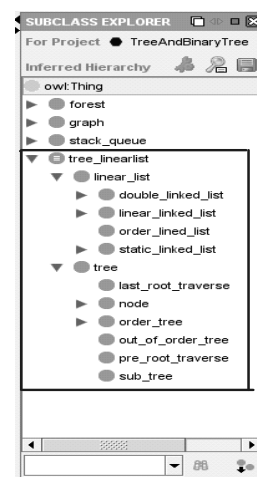 SUBCLASS EXPLORER
For Project TreeAndBinaryTree
Inferred Hierarchy
owl:Thing
forest
graph
stack_queue
tree_linearlist
linear_list
double_linked_list
linear_linked_list
order_lined_list
static_linked_list
tree
last_root_traverse
node
order_tree
out_of_order_tree
pre_root_traverse
sub_tree